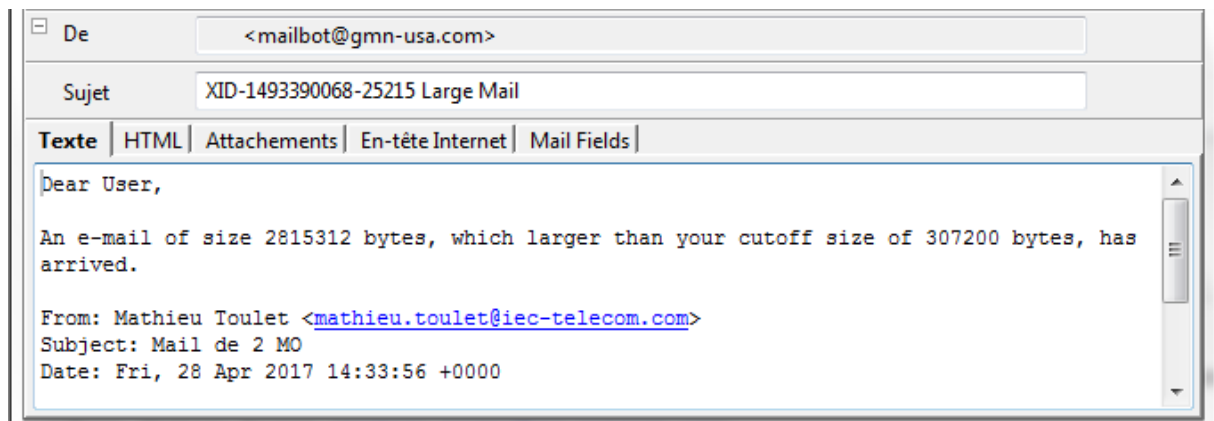 De <mailbot@gmn-usa.com>
Sujet XID-1493390068-25215 Large Mail
Texte HTML Attachements En-tête Internet Mail Fields
Dear User,
An e-mail of size 2815312 bytes, which larger than your cutoff size of 307200 bytes, has
arrived.
From: Mathieu Toulet <mathieu.toulet@iec-telecom.com>
Subject: Mail de 2 MO
Date: Fri, 28 Apr 2017 14:33:56 +0000